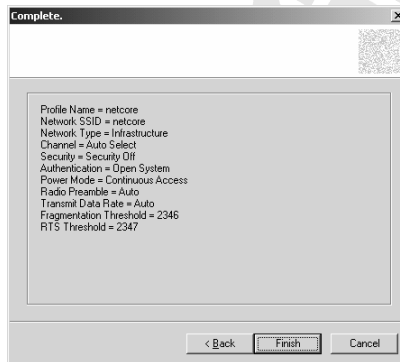 Complete.
Profile Name = netcore
Network SSID = netcore
Network Type = Infrastructure
Channel = Auto Select
Security = Security Off
Authentication = Open System
Power Mode = Continuous Access
Radio Preamble = Auto
Transmit Data Rate = Auto
Fragmentation Threshold = 2346
RTS Threshold = 2347
< Back Finish Cancel